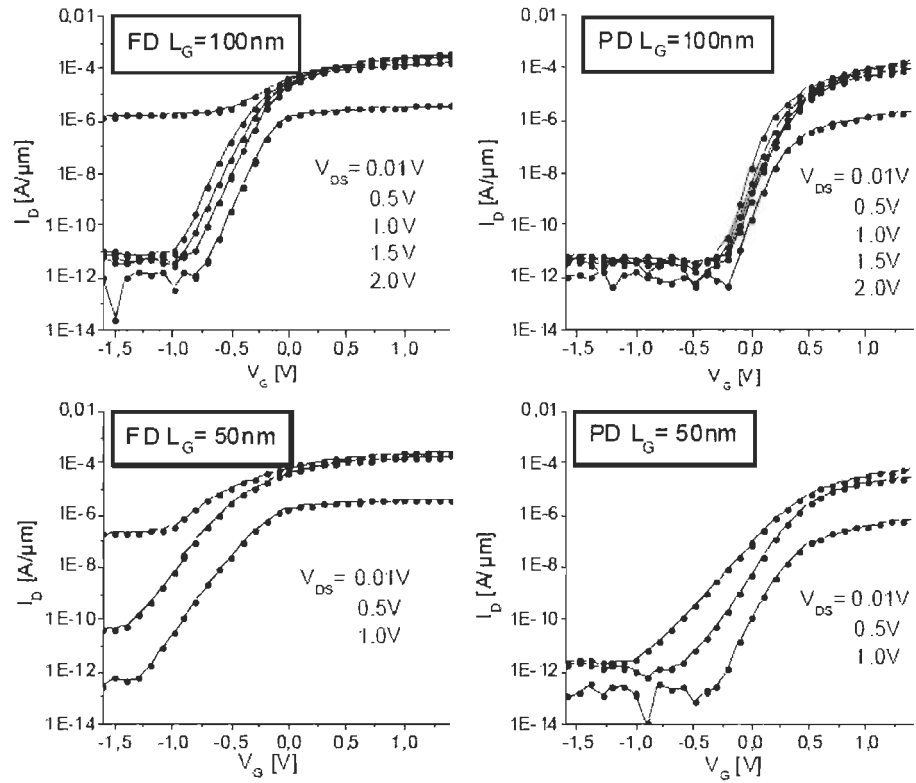 FD L_G=100nm
0,01
1E-4
1E-6
1E-8
1E-10
1E-12
1E-14
I_D [A/µm]
V_DS = 0.01V
0.5V
1.0V
1.5V
2.0V
-1,5
-1,0
-0,5
0,0
0,5
1,0
V_G [V]
PD L_G=100nm
0,01
1E-4
1E-6
1E-8
1E-10
1E-12
1E-14
I_D [A/µm]
V_DS = 0.01V
0.5V
1.0V
1.5V
2.0V
-1,5
-1,0
-0,5
0,0
0,5
1,0
V_G [V]
FD L_G= 50nm
0,01
1E-4
1E-6
1E-8
1E-10
1E-12
1E-14
I_D [A/µm]
V_DS = 0.01V
0.5V
1.0V
-1,5
-1,0
-0,5
0,0
0,5
1,0
V_G [V]
PD L_G= 50nm
0,01
1E-4
1E-6
1E-8
1E-10
1E-12
1E-14
I_D [A/µm]
V_DS = 0.01V
0.5V
1.0V
-1,5
-1,0
-0,5
0,0
0,5
1,0
V_G [V]